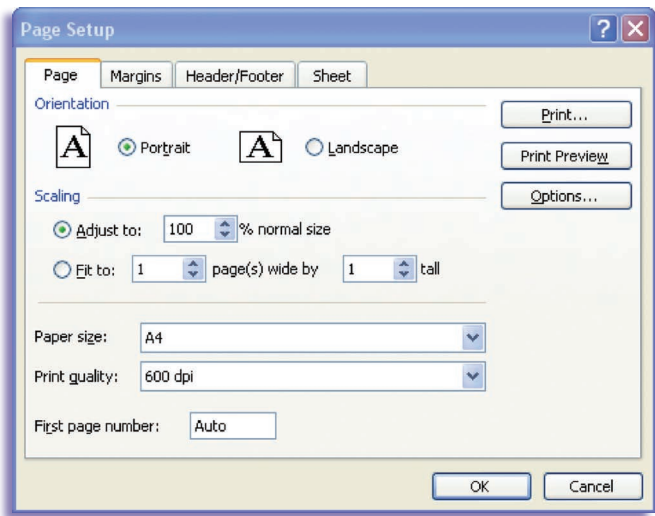 Page Setup
Page Margins Header/Footer Sheet
Orientation
A Portrait A Landscape
Print...
Print Preview
Options...
Scaling
Adjust to: 100 % normal size
Fit to: 1 page(s) wide by 1 tall
Paper size: A4
Print quality: 600 dpi
First page number: Auto
OK Cancel